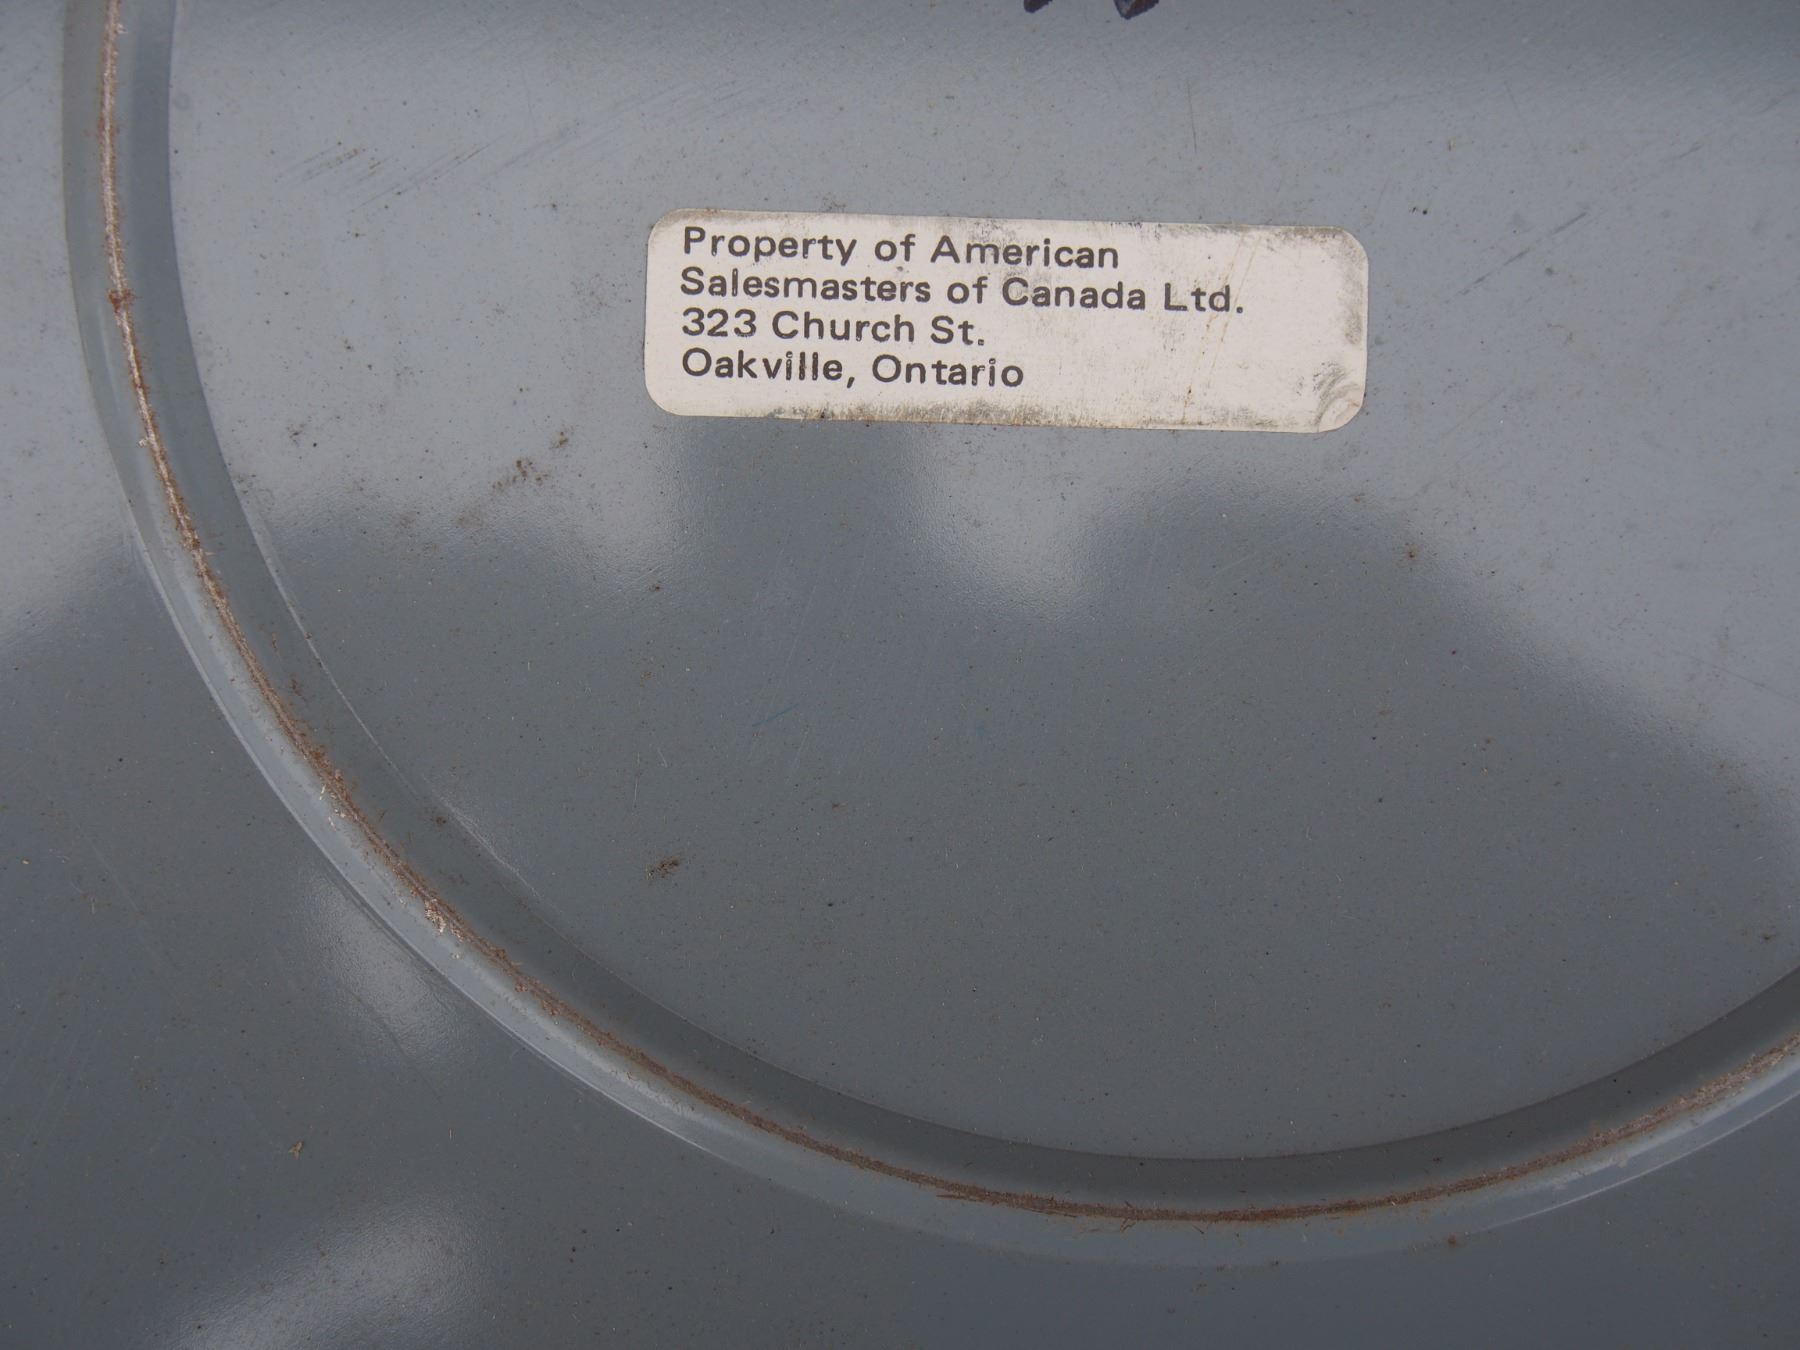 Property of American
Salesmasters of Canada Ltd.
323 Church St.
Oakville, Ontario